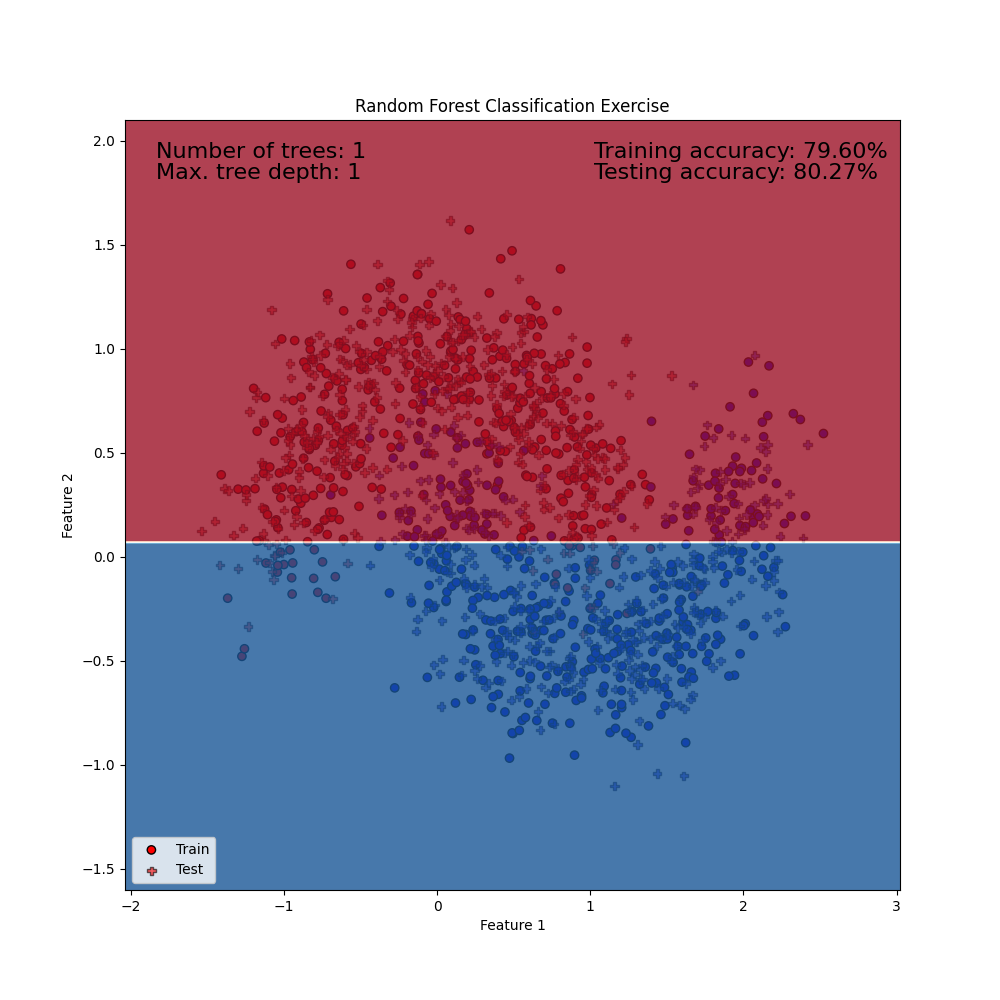 Random Forest Classification Exercise
Number of trees: 1
Max. tree depth: 1
Training accuracy: 79.60%
Testing accuracy: 80.27%
2.0
1.5
1.0
0.5
0.0
−0.5
−1.0
−1.5
Feature 2
Train
Test
−2 −1 0 1 2 3
Feature 1